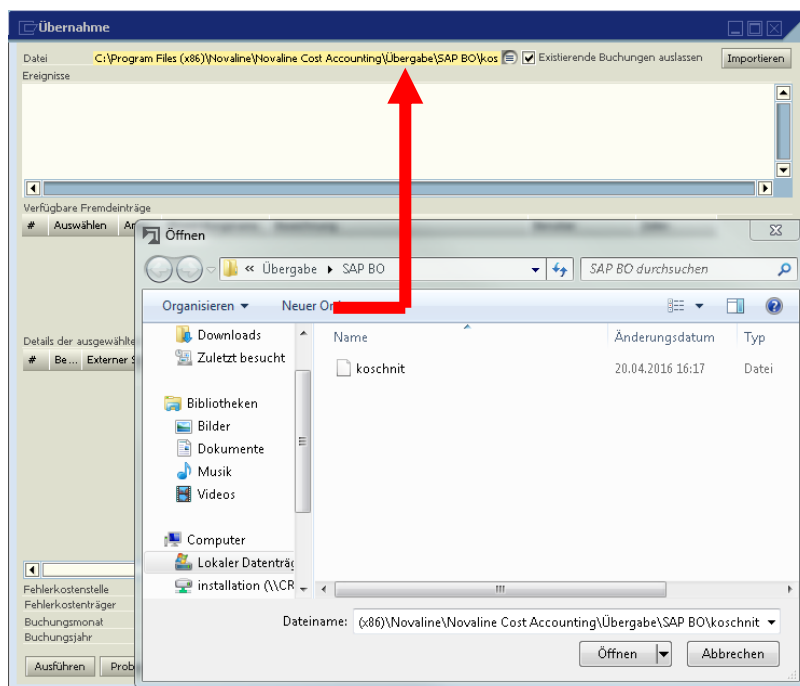 Übernahme
Datei C:\Program Files (x86)\Novaline\Novaline Cost Accounting\Übergabe\SAP BO\kos Existierende Buchungen auslassen Importieren
Ereignisse
Verfügbare Fremdeinträge
# Auswählen
Öffnen
« Übergabe SAP BO SAP BO durchsuchen
Organisieren Neuer
Downloads Name Änderungsdatum Typ
Zuletzt besucht koschnit 20.04.2016 16:17 Datei
Details der ausgewählte
# Be... Externer
Bibliotheken
Bilder
Dokumente
Musik
Videos
Computer
Lokaler Datenträg
installation (\\CR
Fehlerkostenstelle
Fehlerkostenträger
Buchungsmonat
Buchungsjahr
Dateiname: (x86)\Novaline\Novaline Cost Accounting\Übergabe\SAP BO\koschnit
Öffnen Abbrechen
Ausführen Prob